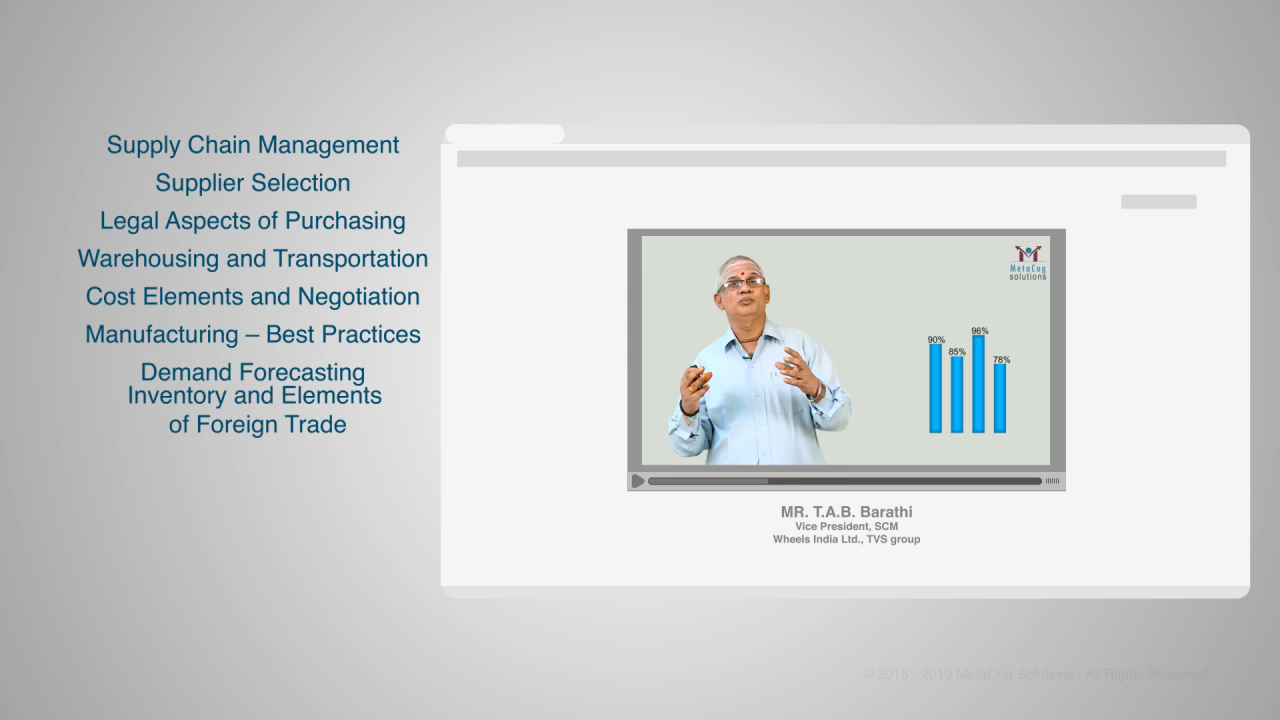 Supply Chain Management
Supplier Selection
Legal Aspects of Purchasing
Warehousing and Transportation
Cost Elements and Negotiation
Manufacturing – Best Practices
Demand Forecasting
Inventory and Elements
of Foreign Trade
MetaCog
solutions
90%
85%
96%
78%
MR. T.A.B. Barathi
Vice President, SCM
Wheels India Ltd., TVS group
© 2016 - 2019 MetaCog Solutions | All Rights Reserved